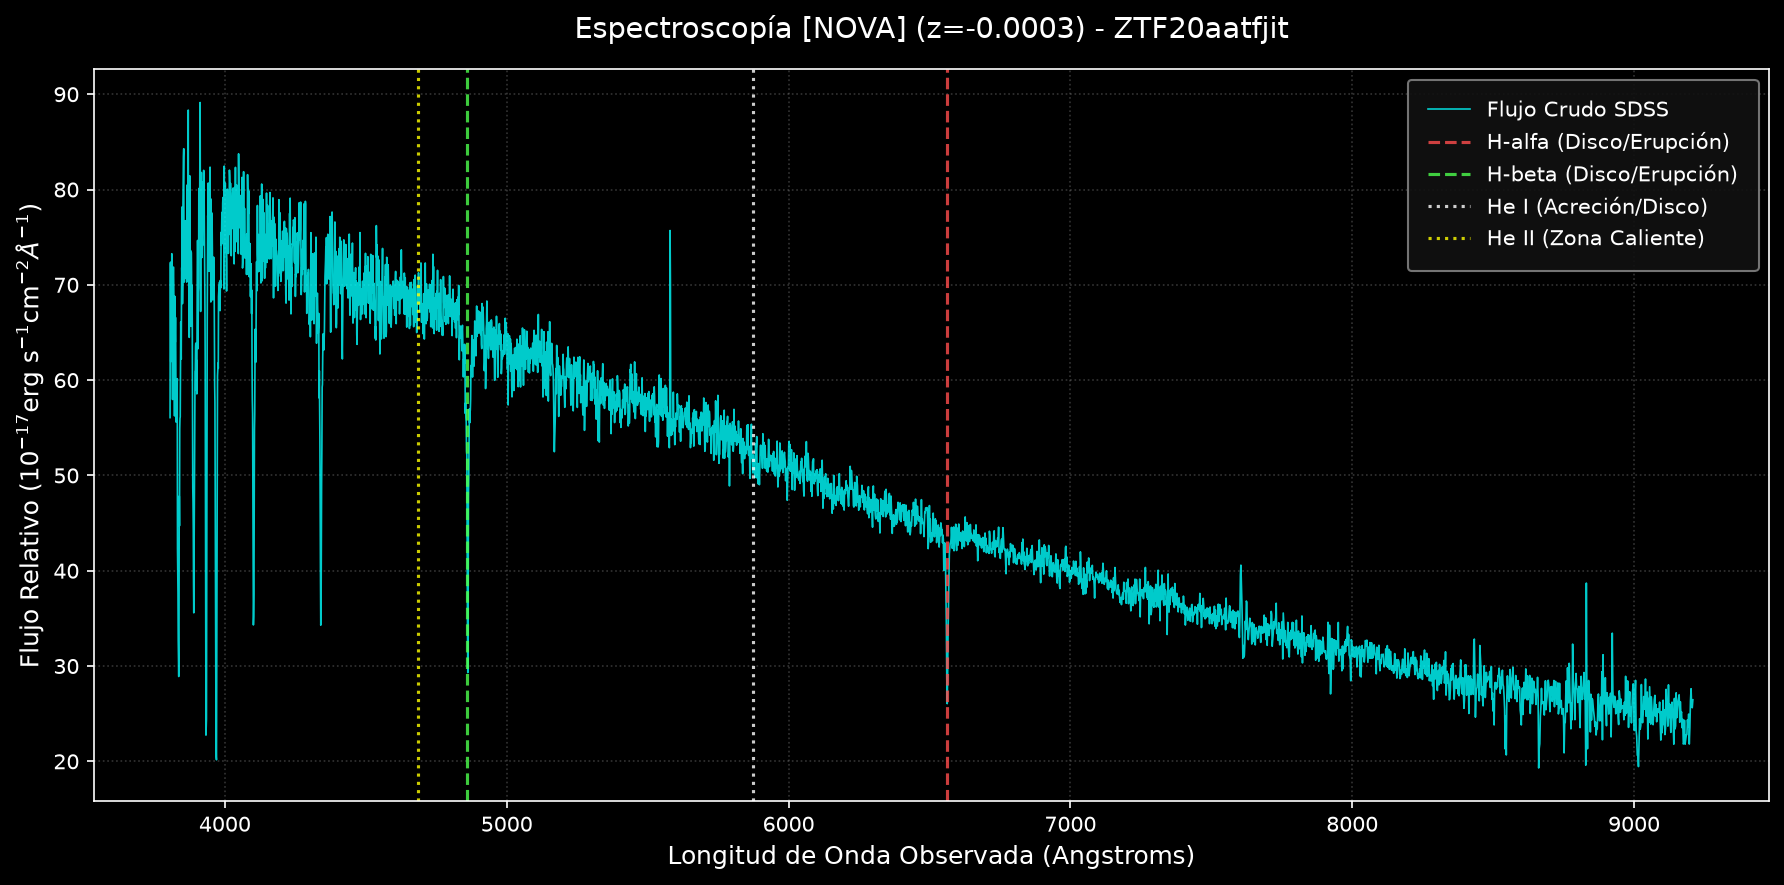 Espectroscopía [NOVA] (z=-0.0003) - ZTF20aatfjit
Flujo Crudo SDSS
H-alfa (Disco/Erupción)
H-beta (Disco/Erupción)
He I (Acreción/Disco)
He II (Zona Caliente)
Flujo Relativo (10⁻¹⁷erg s⁻¹cm⁻²Å⁻¹)
90
80
70
60
50
40
30
20
4000 5000 6000 7000 8000 9000
Longitud de Onda Observada (Angstroms)